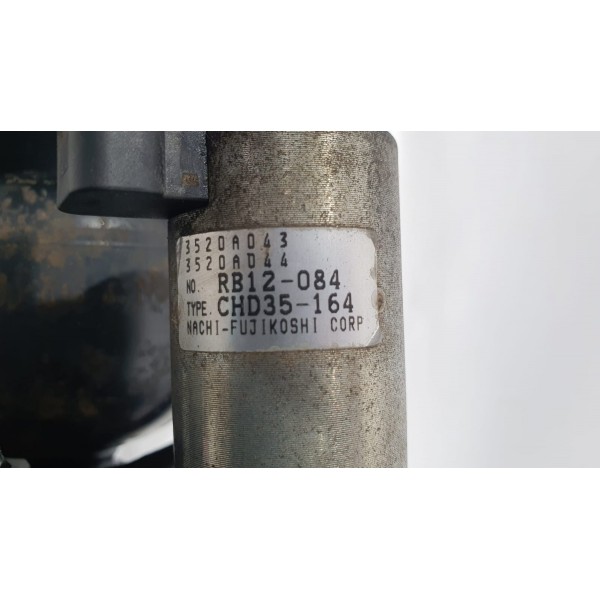 3520A043
3520A044
NO. RB12-084
TYPE. CHD35-164
NACHI-FUJIKOSHI CORP